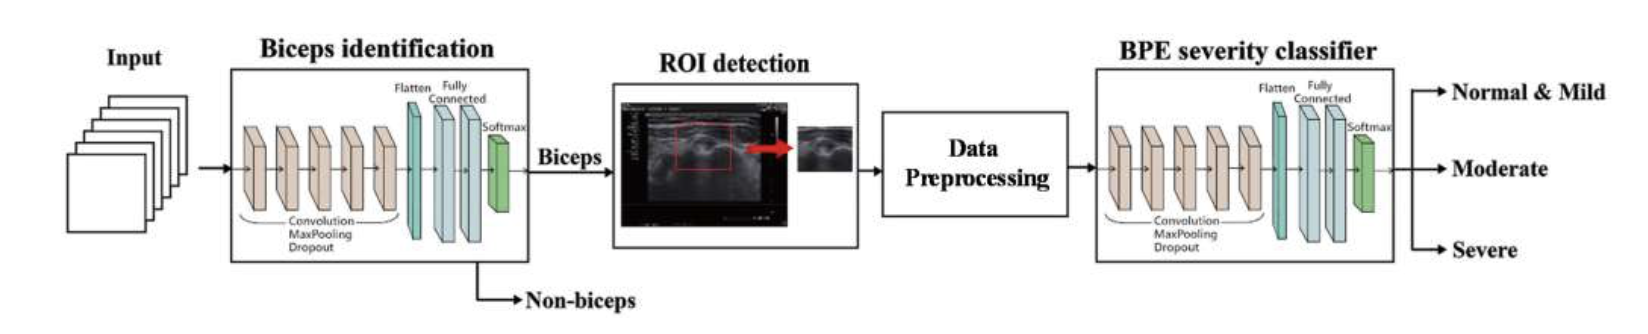 Input
Biceps identification
Flatten
Fully
Connected
Softmax
Convolution
MaxPooling
Dropout
Biceps
Non-biceps
ROI detection
Data
Preprocessing
BPE severity classifier
Flatten
Fully
Connected
Softmax
Convolution
MaxPooling
Dropout
Normal & Mild
Moderate
Severe